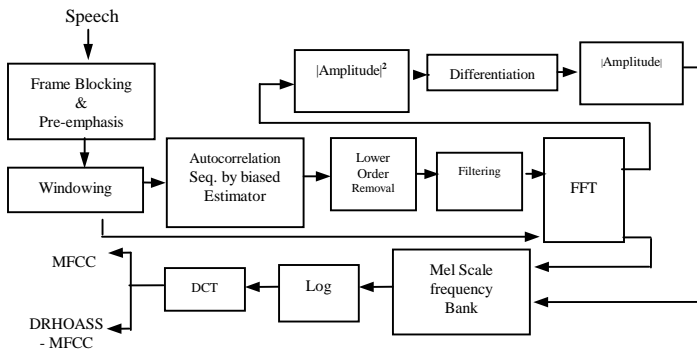 Speech
Frame Blocking
&
Pre-emphasis
Windowing
Autocorrelation
Seq. by biased
Estimator
Lower
Order
Removal
Filtering
FFT
|Amplitude|²
Differentiation
|Amplitude|
Mel Scale
frequency
Bank
Log
DCT
MFCC
DRHOASS
- MFCC